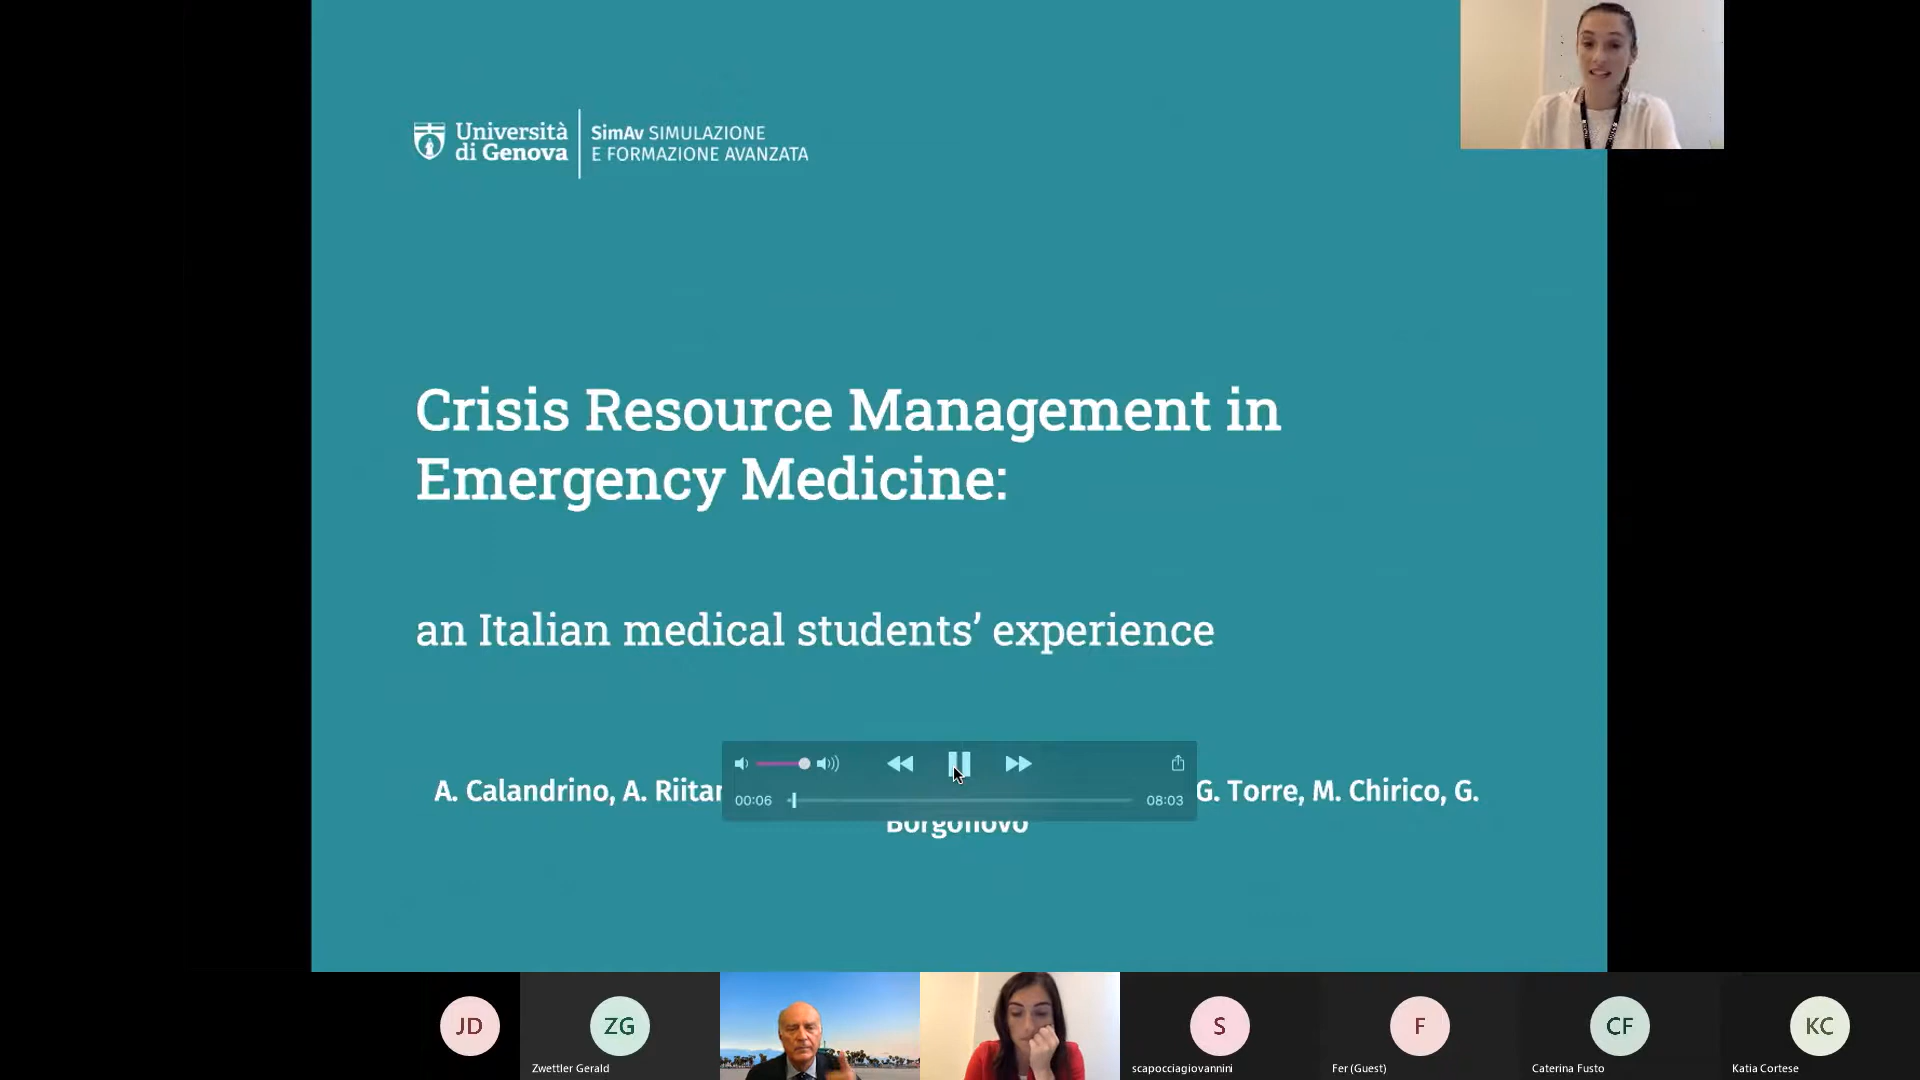 Università
di Genova
SimAv SIMULAZIONE
E FORMAZIONE AVANZATA
Crisis Resource Management in
Emergency Medicine:
an Italian medical students’ experience
A. Calandrino, A. G. Torre, M. Chirico, G.
Borgonovo
00:06
08:03
JD
ZG
Zwettler Gerald
S
scapocciagiovannini
F
Fer (Guest)
CF
Caterina Fusto
KC
Katia Cortese